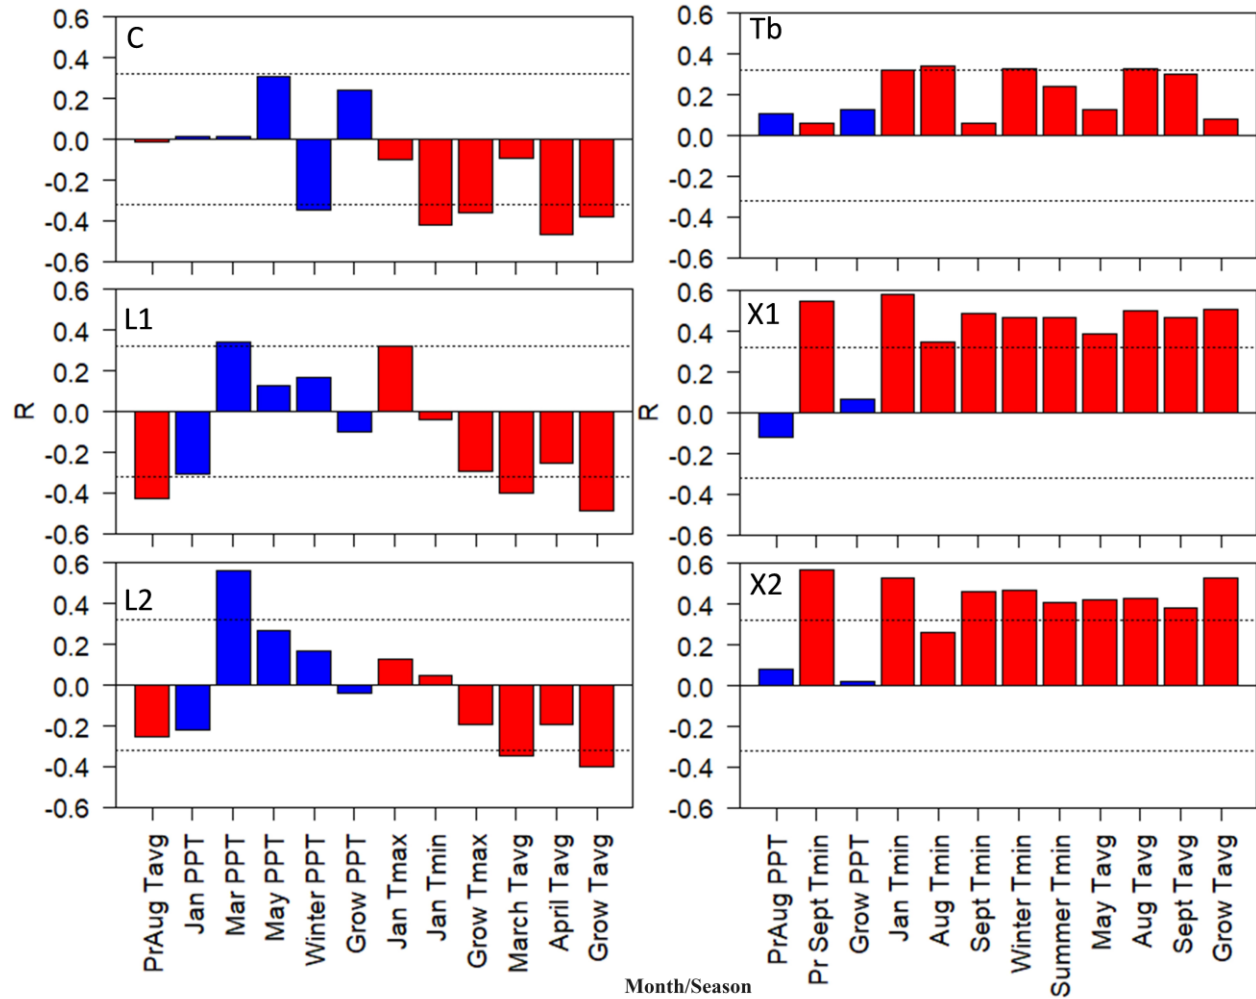 C
0.6
0.4
0.2
0.0
-0.2
-0.4
-0.6
L1
0.6
0.4
0.2
0.0
-0.2
-0.4
-0.6
R
L2
0.6
0.4
0.2
0.0
-0.2
-0.4
-0.6
PrAug Tavg
Jan PPT
Mar PPT
May PPT
Winter PPT
Grow PPT
Jan Tmax
Jan Tmin
Grow Tmax
March Tavg
April Tavg
Grow Tavg
Tb
0.6
0.4
0.2
0.0
-0.2
-0.4
-0.6
X1
0.6
0.4
0.2
0.0
-0.2
-0.4
-0.6
R
X2
0.6
0.4
0.2
0.0
-0.2
-0.4
-0.6
PrAug PPT
Pr Sept Tmin
Grow PPT
Jan Tmin
Aug Tmin
Sept Tmin
Winter Tmin
Summer Tmin
May Tavg
Aug Tavg
Sept Tavg
Grow Tavg
Month/Season